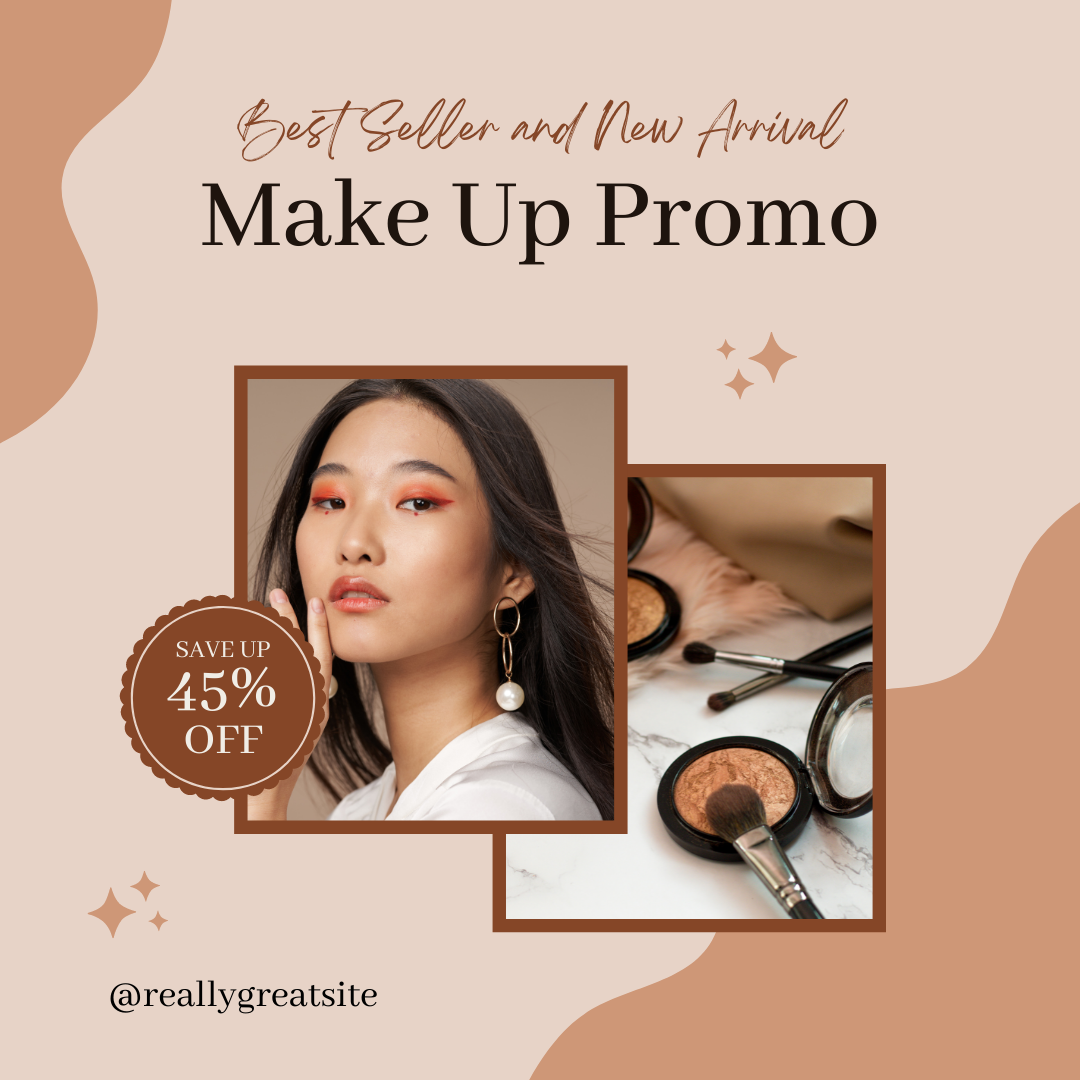 Best Seller and New Arrival
Make Up Promo
SAVE UP
45%
OFF
@reallygreatsite